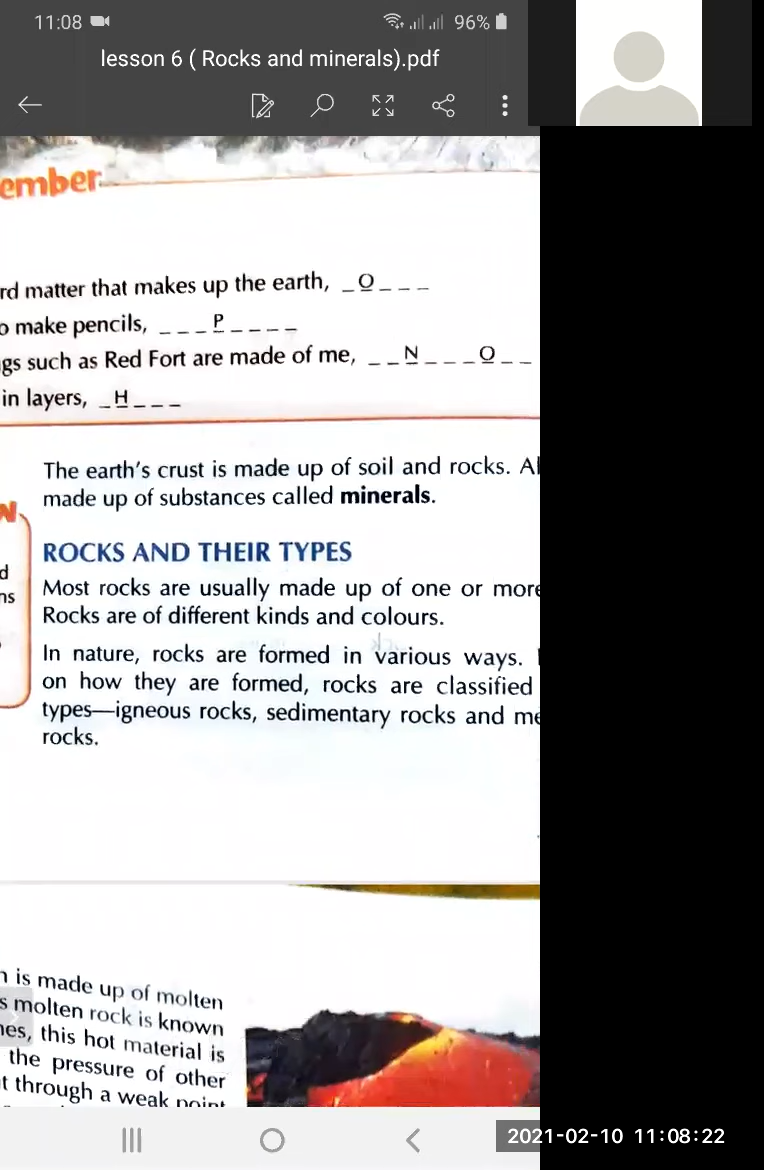 11:08 96%
lesson 6 ( Rocks and minerals).pdf
ember
rd matter that makes up the earth, _ O _ _ _
o make pencils, _ _ _ P _ _ _ _
gs such as Red Fort are made of me, _ _ N _ _ _ O _ _
in layers, _ H _ _ _
The earth's crust is made up of soil and rocks. Al
made up of substances called minerals.
N
ROCKS AND THEIR TYPES
d
Most rocks are usually made up of one or more
ns
Rocks are of different kinds and colours.
In nature, rocks are formed in various ways.
on how they are formed, rocks are classified
types—igneous rocks, sedimentary rocks and me
rocks.
n is made up of molten
s molten rock is known
nes, this hot material is
the pressure of other
t through a weak point
2021-02-10 11:08:22